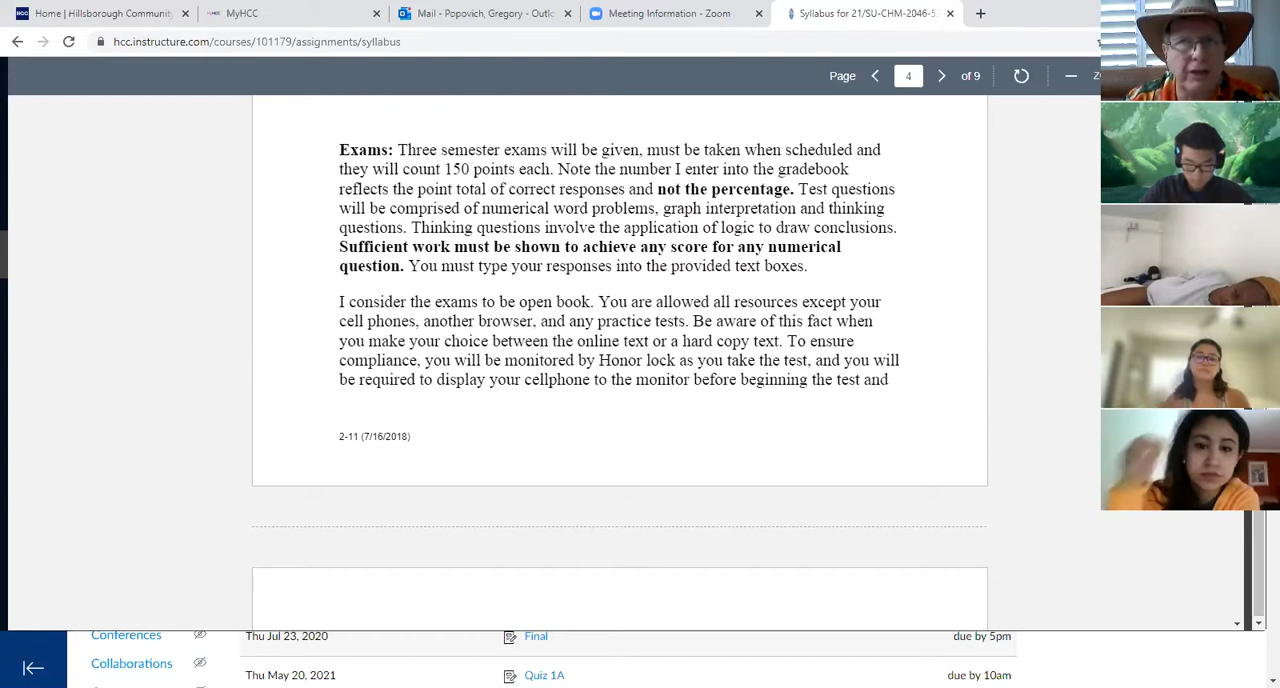 Home | Hillsborough Community
MyHCC
Mail - Popovich, Gregory - Outlo
Meeting Information - Zoom
Syllabus for 21/SU-CHM-2046-5
hcc.instructure.com/courses/101179/assignments/syllabus
Page 4 of 9
Exams: Three semester exams will be given, must be taken when scheduled and
they will count 150 points each. Note the number I enter into the gradebook
reflects the point total of correct responses and not the percentage. Test questions
will be comprised of numerical word problems, graph interpretation and thinking
questions. Thinking questions involve the application of logic to draw conclusions.
Sufficient work must be shown to achieve any score for any numerical
question. You must type your responses into the provided text boxes.
I consider the exams to be open book. You are allowed all resources except your
cell phones, another browser, and any practice tests. Be aware of this fact when
you make your choice between the online text or a hard copy text. To ensure
compliance, you will be monitored by Honor lock as you take the test, and you will
be required to display your cellphone to the monitor before beginning the test and
2-11 (7/16/2018)
Conferences
Thu Jul 23, 2020 Final due by 5pm
Collaborations
Thu May 20, 2021 Quiz 1A due by 10am